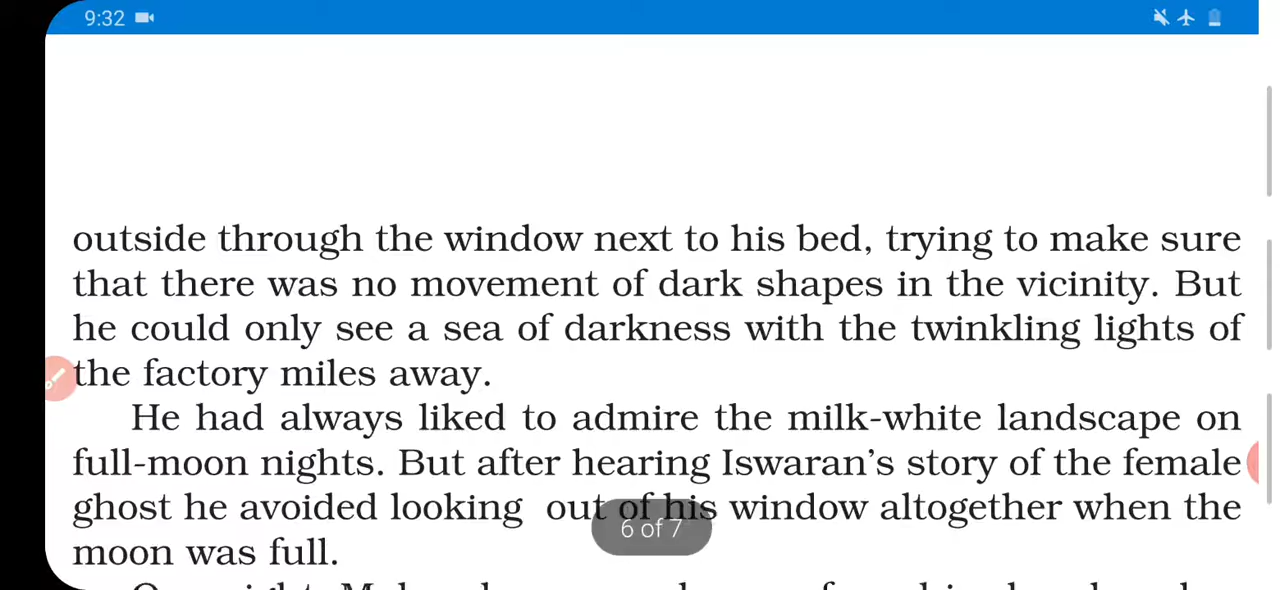 9:32
outside through the window next to his bed, trying to make sure
that there was no movement of dark shapes in the vicinity. But
he could only see a sea of darkness with the twinkling lights of
the factory miles away.
He had always liked to admire the milk-white landscape on
full-moon nights. But after hearing Iswaran’s story of the female
ghost he avoided looking out of his window altogether when the
moon was full.
6 of 7